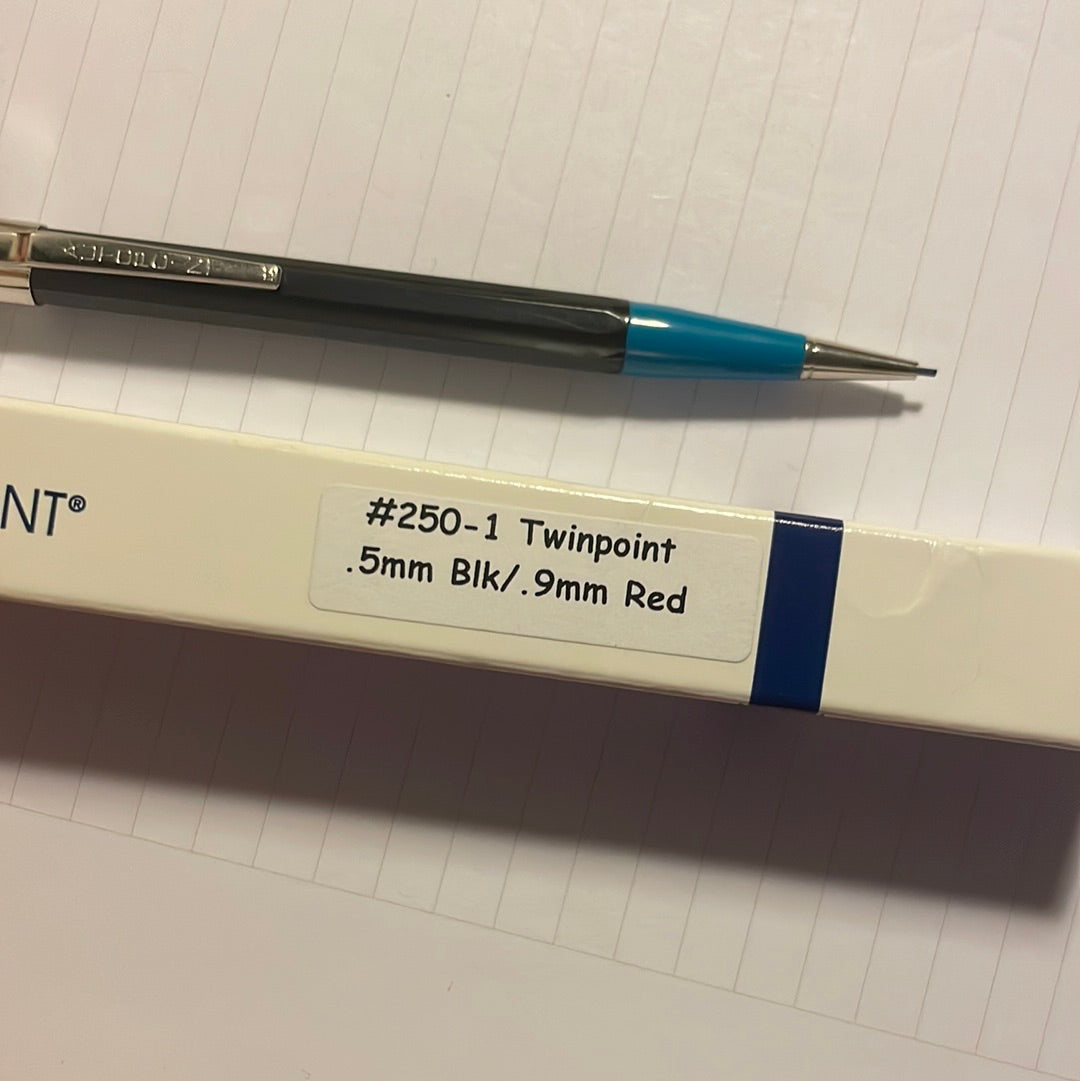 NT®
#250-1 Twinpoint
.5mm Blk/.9mm Red